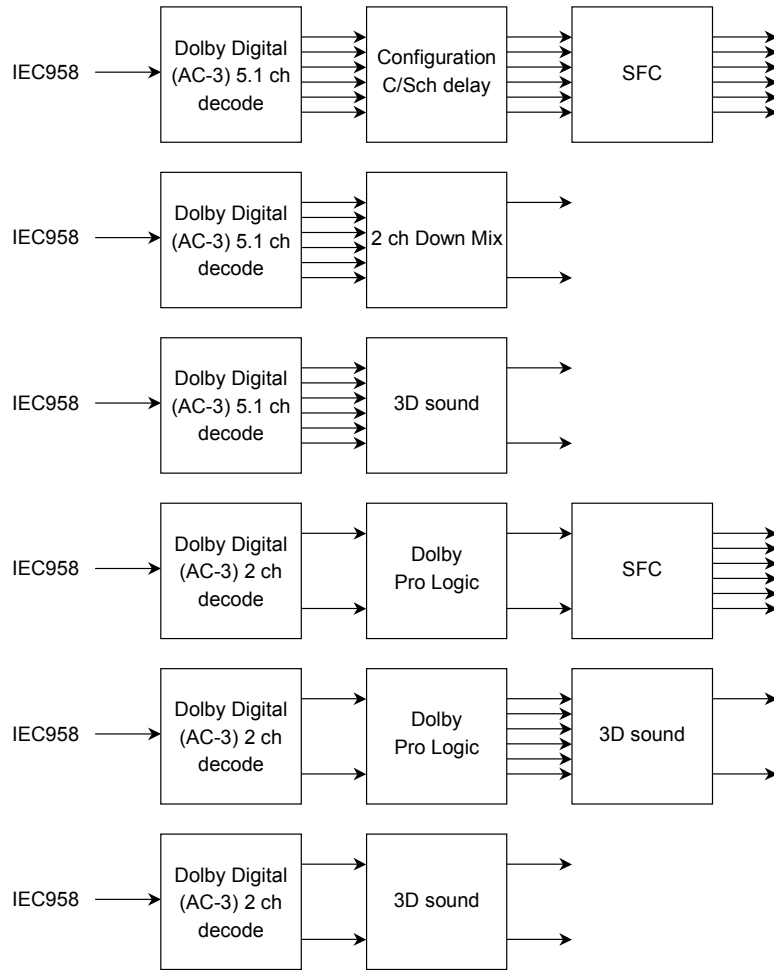 IEC958
Dolby Digital
(AC-3) 5.1 ch
decode
Configuration
C/Sch delay
SFC
IEC958
Dolby Digital
(AC-3) 5.1 ch
decode
2 ch Down Mix
IEC958
Dolby Digital
(AC-3) 5.1 ch
decode
3D sound
IEC958
Dolby Digital
(AC-3) 2 ch
decode
Dolby
Pro Logic
SFC
IEC958
Dolby Digital
(AC-3) 2 ch
decode
Dolby
Pro Logic
3D sound
IEC958
Dolby Digital
(AC-3) 2 ch
decode
3D sound